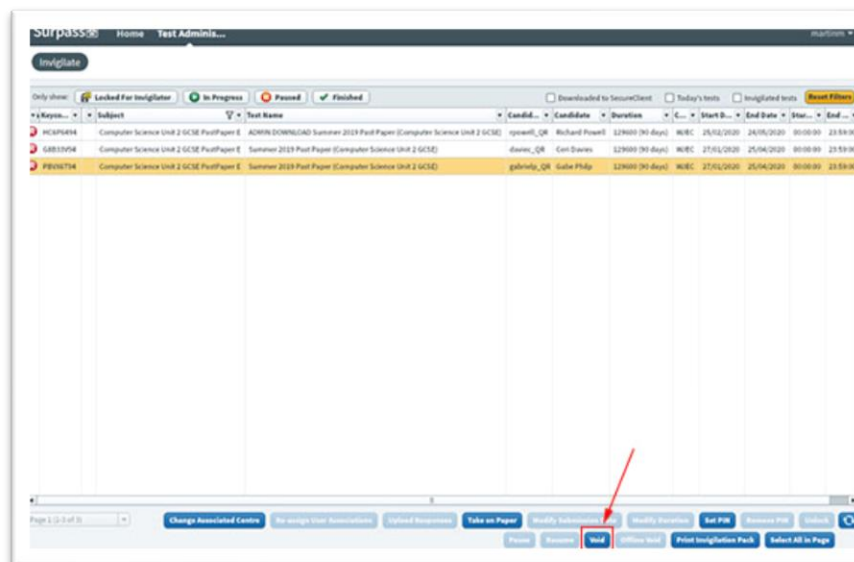 Surpass Home Test Adminis... martinm
Invigilate
Only show: Locked For Invigilator In Progress Paused Finished Downloaded to SecureClient Today's tests Invigilated tests Reset Filters
Keyco... Subject Test Name Candid... Candidate Duration C... Start D... End Date Star... End ...
Computer Science Unit 2 GCSE PastPaper E ADMIN DOWNLOAD Summer 2019 Past Paper (Computer Science Unit 2 GCSE) rpowell_QR Richard Powell 129600 (90 days) WJEC 25/02/2020 24/05/2020 00:00:00 23:59:00
Computer Science Unit 2 GCSE PastPaper E Summer 2019 Past Paper (Computer Science Unit 2 GCSE) daviec_QR Ceri Davies 129600 (90 days) WJEC 27/01/2020 25/04/2020 00:00:00 23:59:00
Computer Science Unit 2 GCSE PastPaper E Summer 2019 Past Paper (Computer Science Unit 2 GCSE) Gabe Philp 129600 (90 days) WJEC 27/01/2020 25/04/2020 00:00:00 23:59:00
Page 1 (1-3 of 3) Change Associated Centre Re-assign User Associations Upload Responses Take on Paper Modify Submission Modify Duration Set PIN Remove PIN Unlock
Pause Resume Void Offline Void Print Invigilation Pack Select All in Page